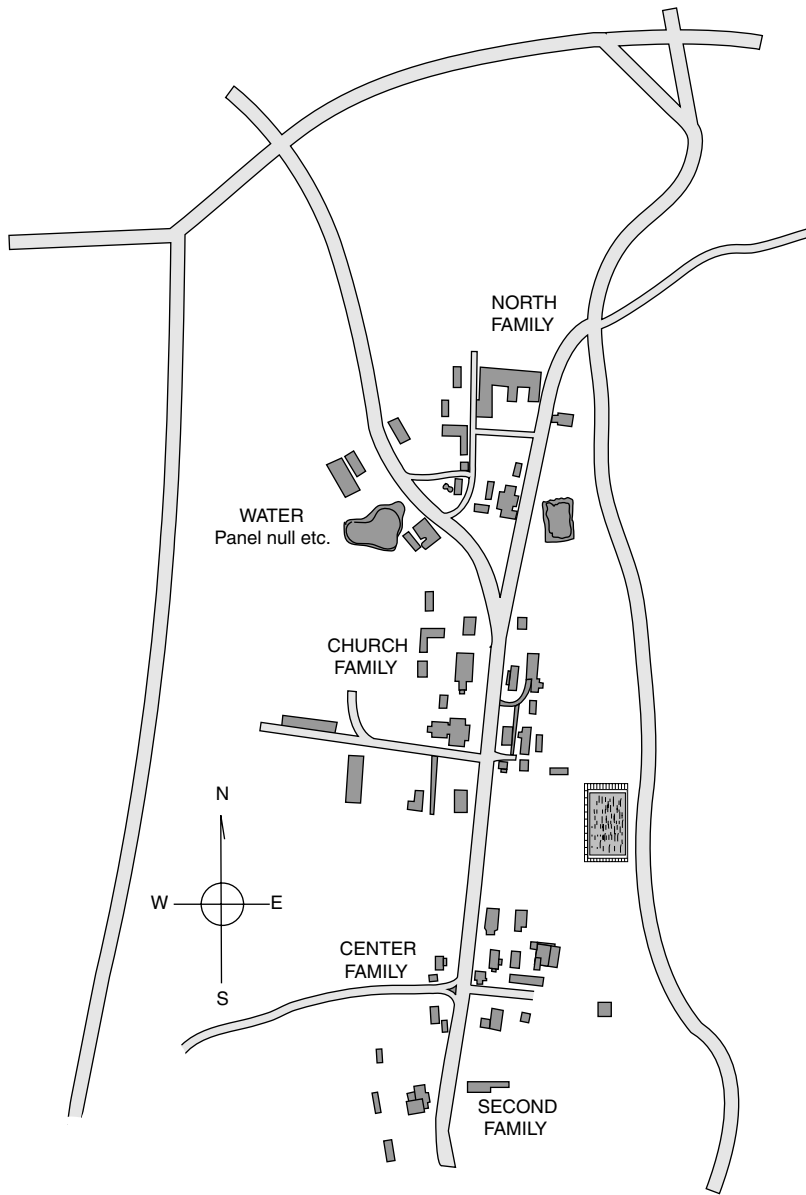 NORTH
FAMILY
WATER
Panel null etc.
CHURCH
FAMILY
N
W
E
S
CENTER
FAMILY
SECOND
FAMILY